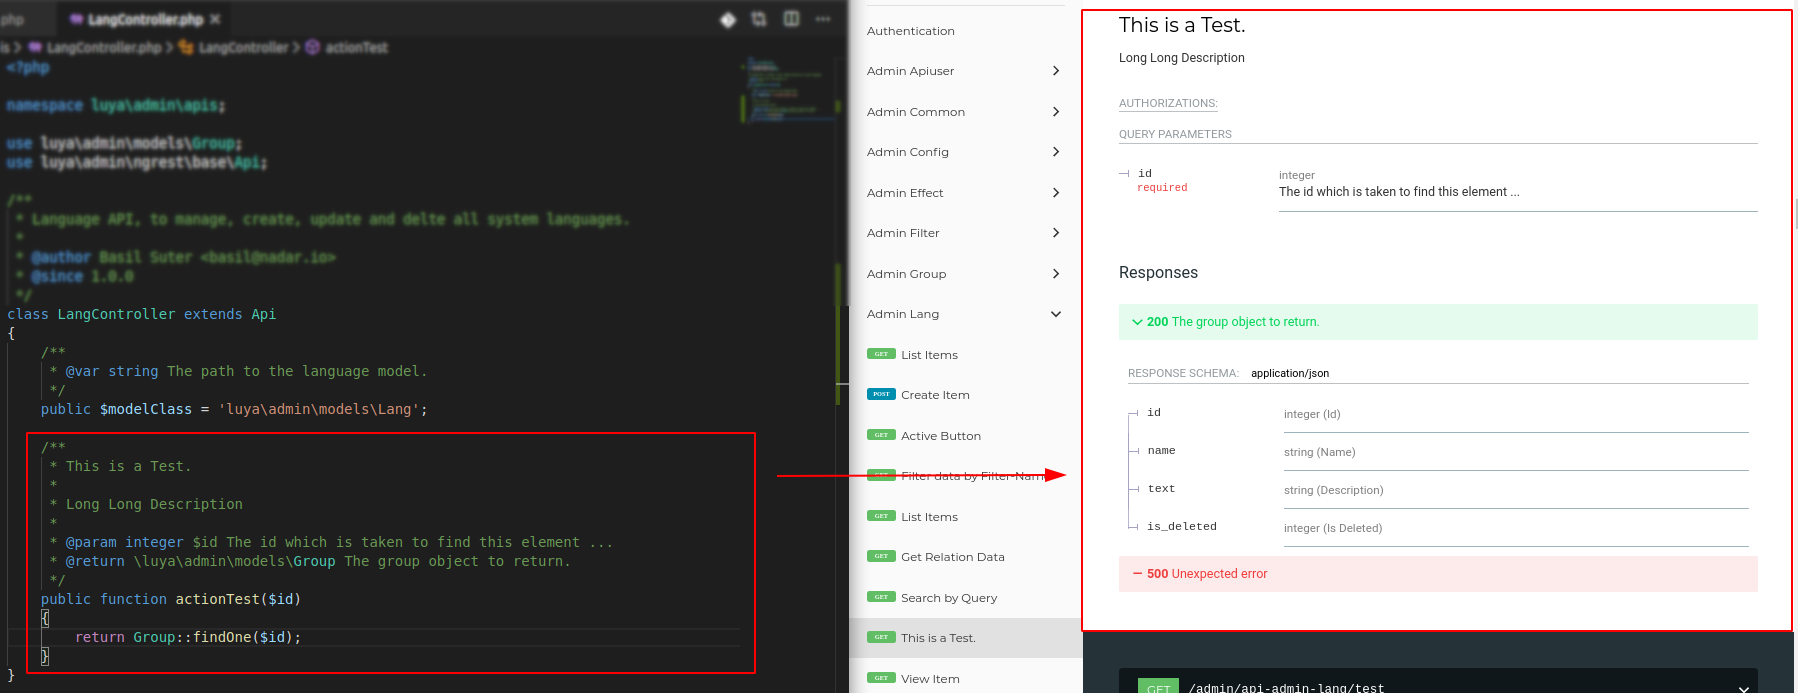 php
LangController.php
is > LangController.php > LangController > actionTest
<?php
namespace luya\admin\apis;
use luya\admin\models\Group;
use luya\admin\ngrest\base\Api;
/**
* Language API, to manage, create, update and delte all system languages.
*
* @author Basil Suter <basil@nadar.io>
* @since 1.0.0
*/
class LangController extends Api
{
/**
* @var string The path to the language model.
*/
public $modelClass = 'luya\admin\models\Lang';
/**
* This is a Test.
*
* Long Long Description
*
* @param integer $id The id which is taken to find this element ...
* @return \luya\admin\models\Group The group object to return.
*/
public function actionTest($id)
{
return Group::findOne($id);
}
}
Authentication
Admin Apiuser
Admin Common
Admin Config
Admin Effect
Admin Filter
Admin Group
Admin Lang
GET List Items
POST Create Item
GET Active Button
GET Filter data by Filter-Nam
GET List Items
GET Get Relation Data
GET Search by Query
GET This is a Test.
GET View Item
This is a Test.
Long Long Description
AUTHORIZATIONS:
QUERY PARAMETERS
id
required
integer
The id which is taken to find this element ...
Responses
200 The group object to return.
RESPONSE SCHEMA: application/json
id integer (Id)
name string (Name)
text string (Description)
is_deleted integer (Is Deleted)
500 Unexpected error
GET /admin/api-admin-lang/test